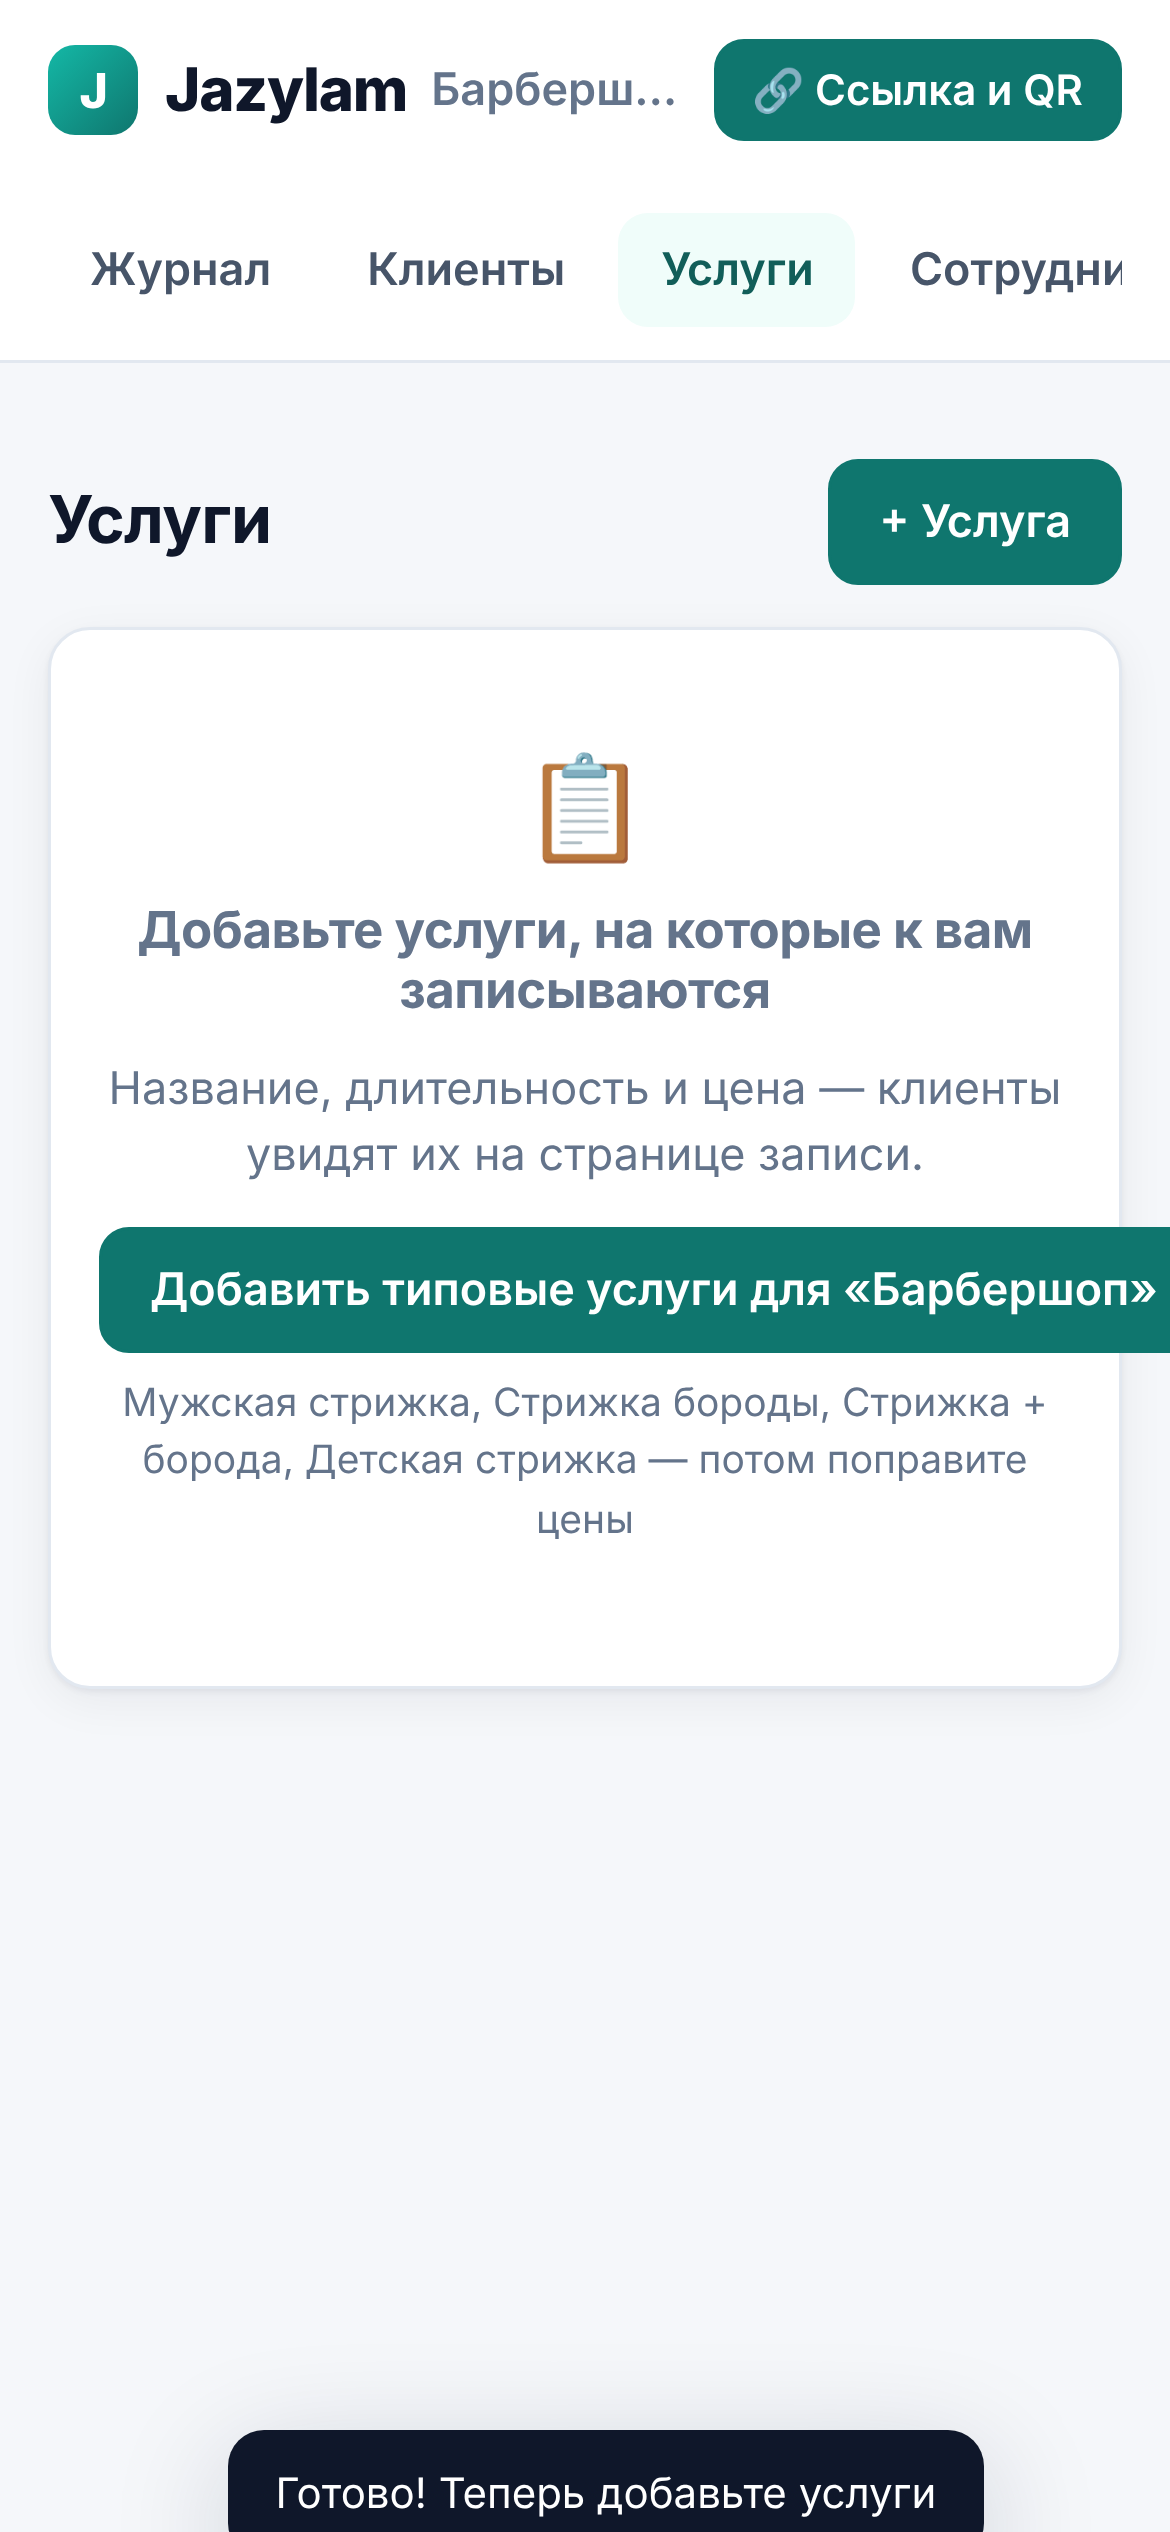 J Jazylam Барберш... Ссылка и QR
Журнал Клиенты Услуги Сотрудни
Услуги + Услуга
Добавьте услуги, на которые к вам
записываются
Название, длительность и цена — клиенты
увидят их на странице записи.
Добавить типовые услуги для «Барбершоп»
Мужская стрижка, Стрижка бороды, Стрижка +
борода, Детская стрижка — потом поправите
цены
Готово! Теперь добавьте услуги